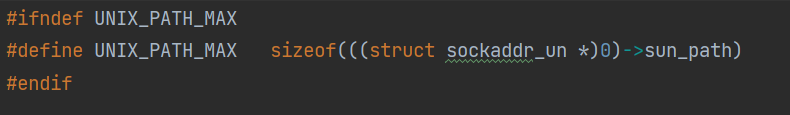 #ifndef UNIX_PATH_MAX
#define UNIX_PATH_MAX   sizeof(((struct sockaddr_un *)0)->sun_path)
#endif